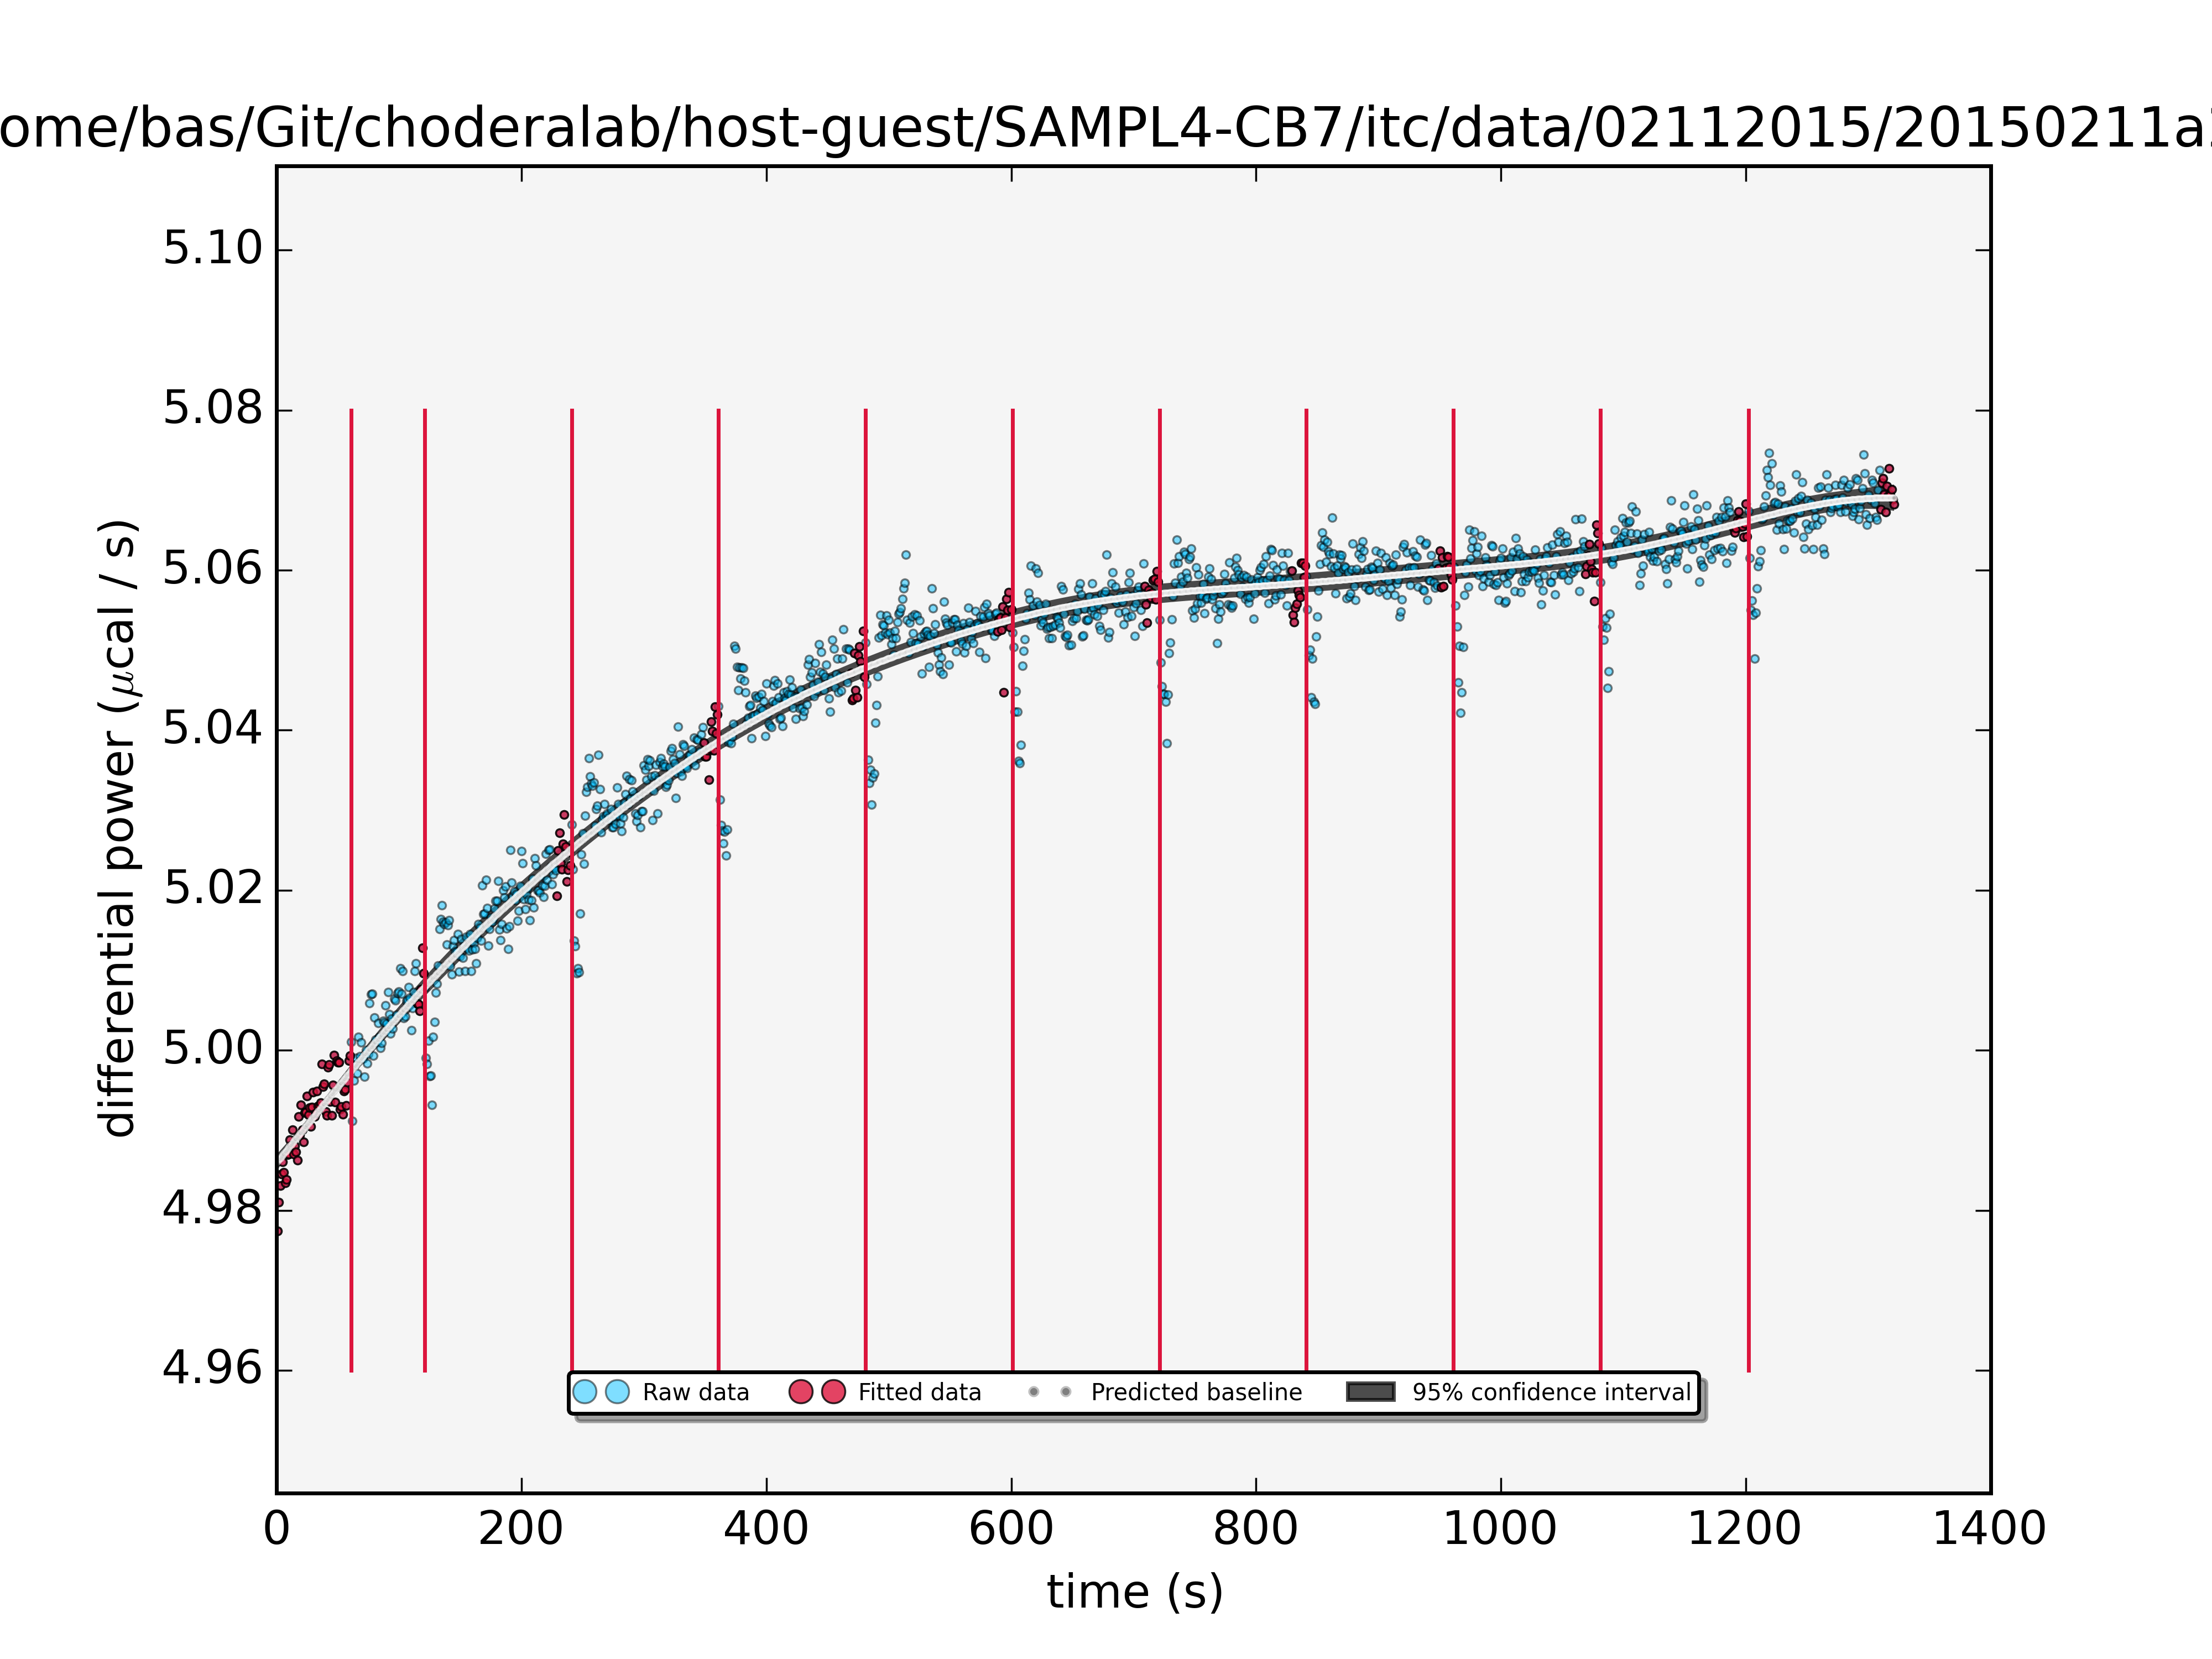 ome/bas/Git/choderalab/host-guest/SAMPL4-CB7/itc/data/02112015/20150211a
5.10
5.08
5.06
5.04
5.02
5.00
4.98
4.96
differential power (μcal / s)
Raw data Fitted data Predicted baseline 95% confidence interval
0 200 400 600 800 1000 1200 1400
time (s)